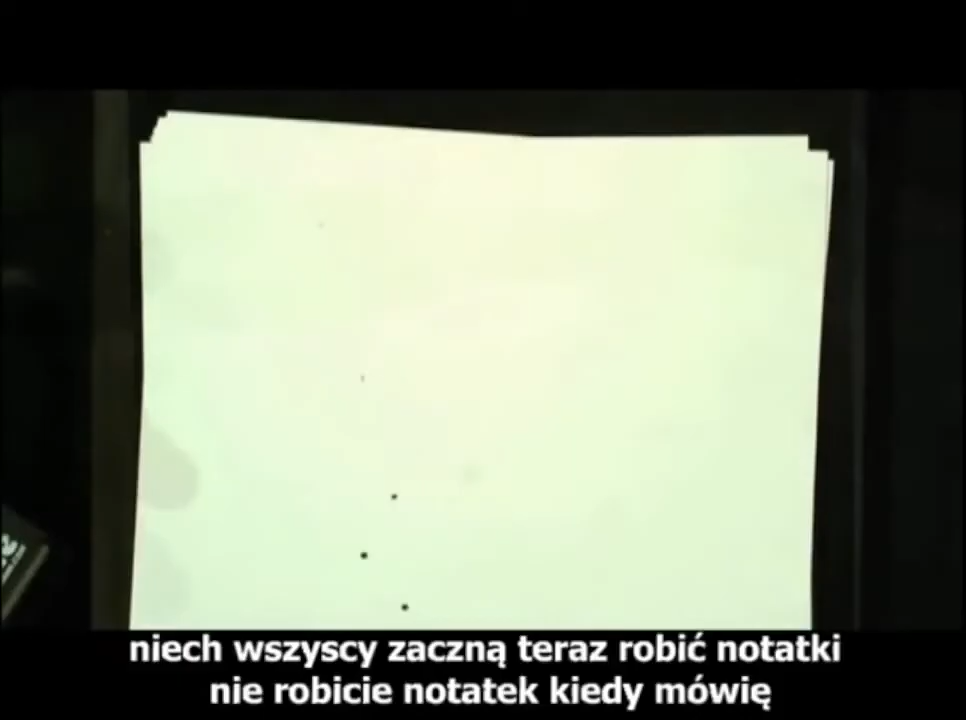 niech wszyscy zaczną teraz robić notatki
nie robicie notatek kiedy mówię